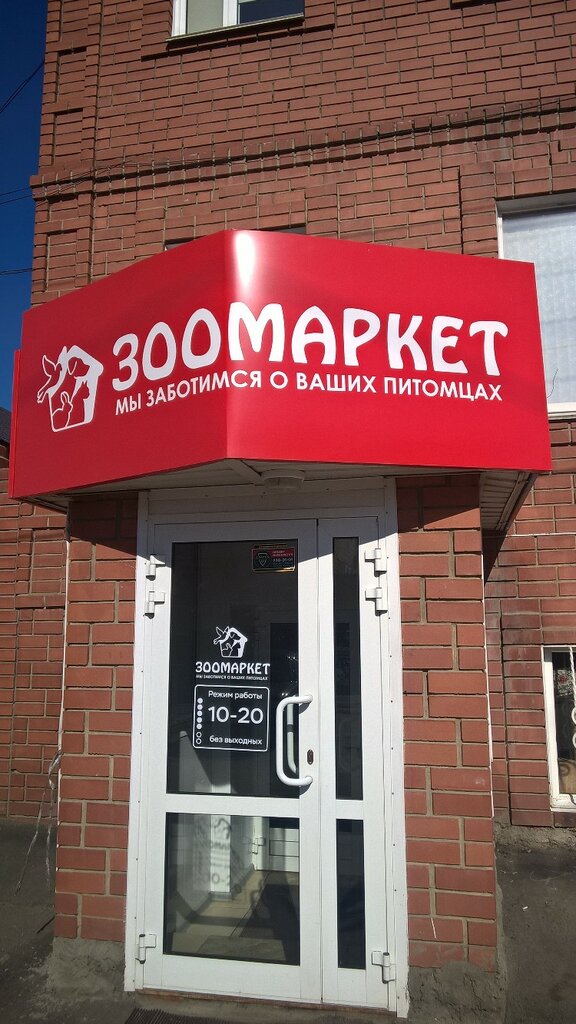 ЗООМАРКЕТ
МЫ ЗАБОТИМСЯ О ВАШИХ ПИТОМЦАХ
ЗООМАРКЕТ
МЫ ЗАБОТИМСЯ О ВАШИХ ПИТОМЦАХ
Режим работы
10-20
без выходных